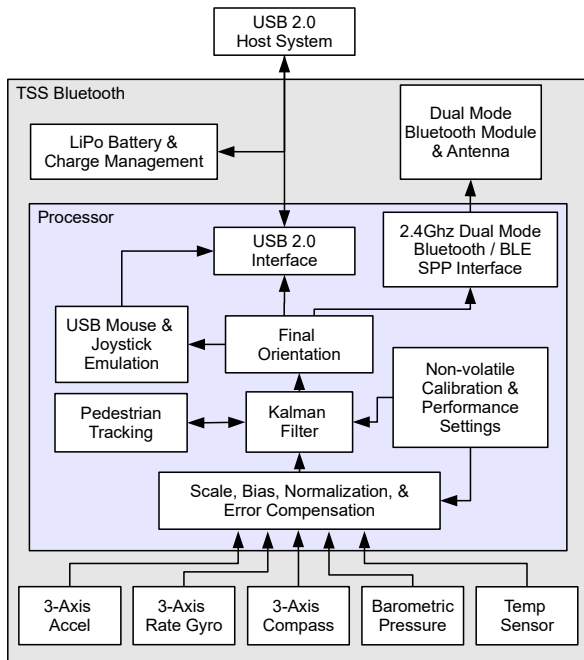 USB 2.0
Host System
TSS Bluetooth
LiPo Battery &
Charge Management
Dual Mode
Bluetooth Module
& Antenna
Processor
USB 2.0
Interface
2.4Ghz Dual Mode
Bluetooth / BLE
SPP Interface
USB Mouse &
Joystick
Emulation
Final
Orientation
Non-volatile
Calibration &
Performance
Settings
Pedestrian
Tracking
Kalman
Filter
Scale, Bias, Normalization, &
Error Compensation
3-Axis
Accel
3-Axis
Rate Gyro
3-Axis
Compass
Barometric
Pressure
Temp
Sensor